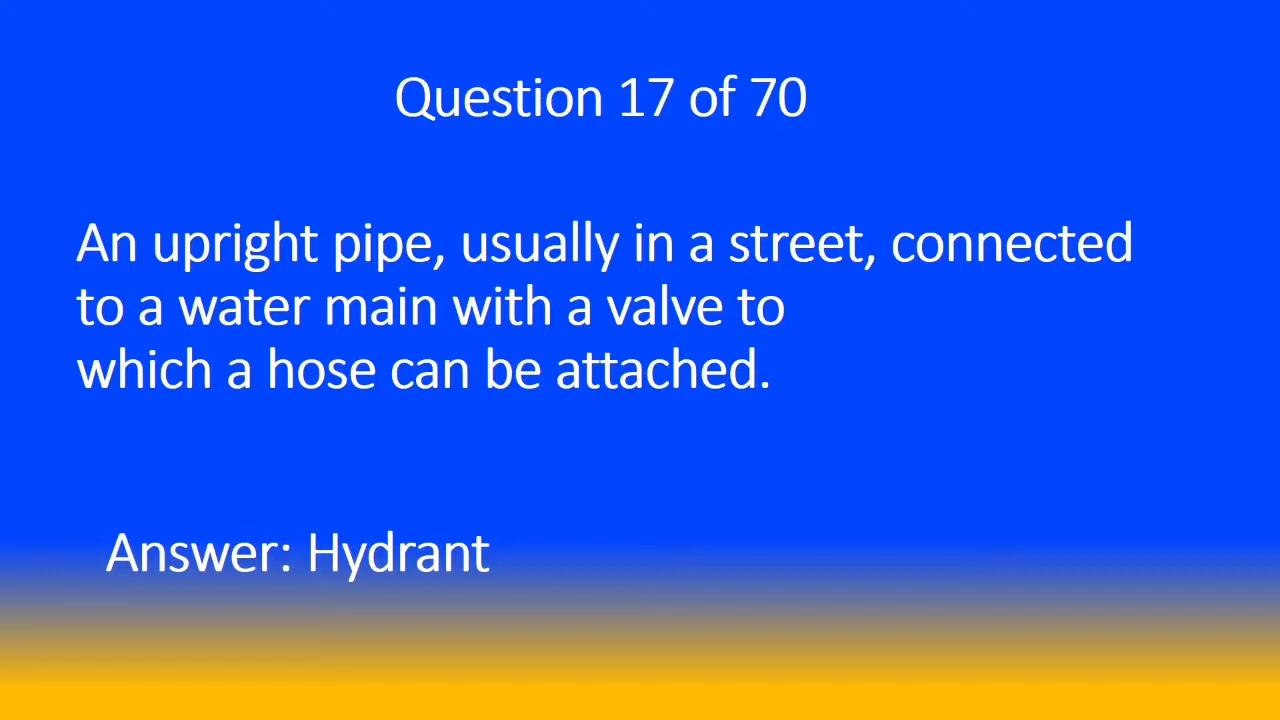 Question 17 of 70
An upright pipe, usually in a street, connected
to a water main with a valve to
which a hose can be attached.
Answer: Hydrant